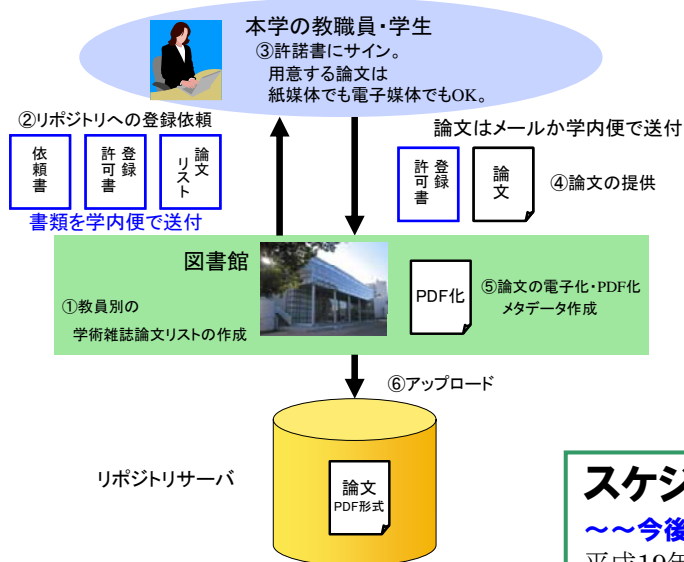 本学の教職員・学生
③許諾書にサイン。
用意する論文は
紙媒体でも電子媒体でもOK。
②リポジトリへの登録依頼
依頼書
登録許可書
論文リスト
書類を学内便で送付
論文はメールか学内便で送付
登録許可書
論文
④論文の提供
図書館
①教員別の
学術雑誌論文リストの作成
PDF化
⑤論文の電子化・PDF化
メタデータ作成
⑥アップロード
リポジトリサーバ
論文
PDF形式
スケジ
~~今後
平成19年